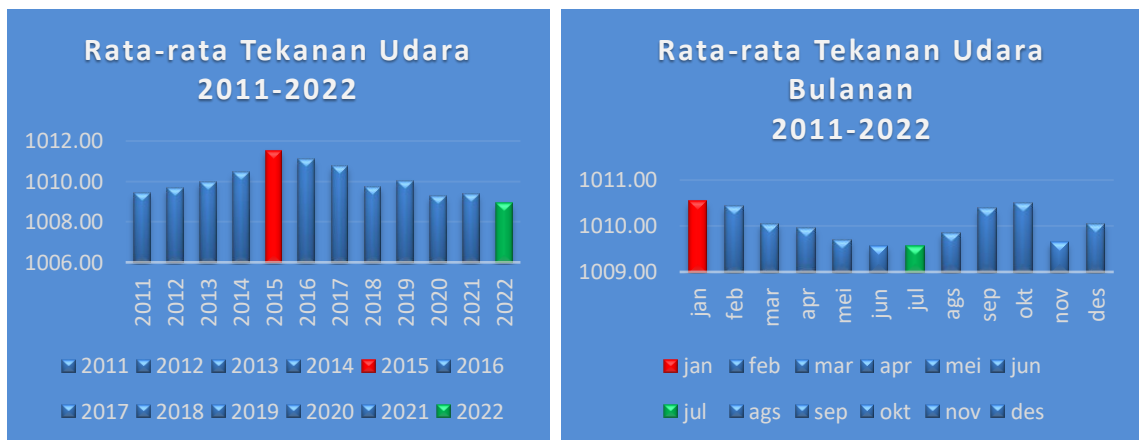 Rata-rata Tekanan Udara
2011-2022
1012.00
1010.00
1008.00
1006.00
2011
2012
2013
2014
2015
2016
2017
2018
2019
2020
2021
2022
2011 2012 2013 2014 2015 2016
2017 2018 2019 2020 2021 2022
Rata-rata Tekanan Udara
Bulanan
2011-2022
1011.00
1010.00
1009.00
jan
feb
mar
apr
mei
jun
jul
ags
sep
okt
nov
des
jan feb mar apr mei jun
jul ags sep okt nov des